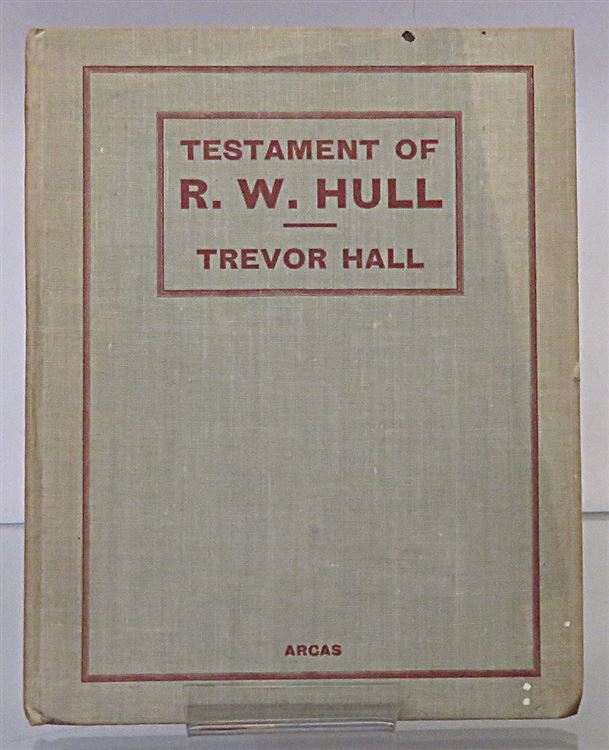 TESTAMENT OF
R. W. HULL
TREVOR HALL
ARCAS